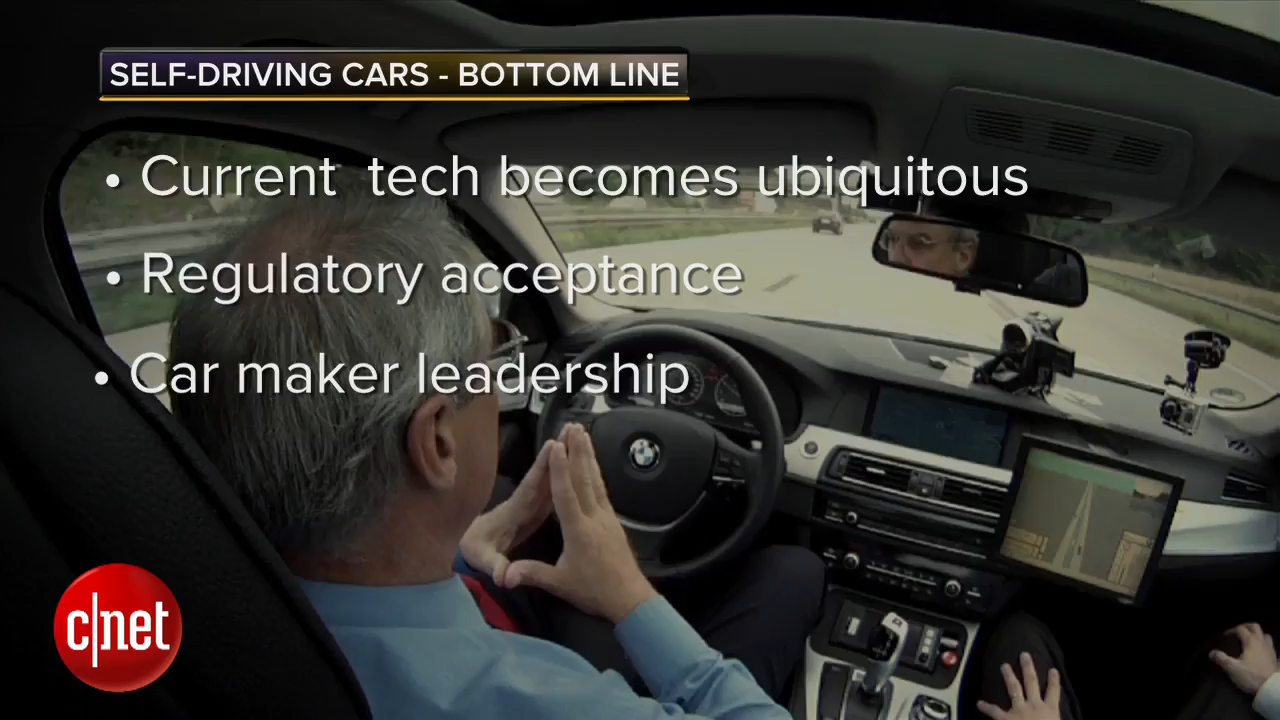 SELF-DRIVING CARS - BOTTOM LINE
• Current  tech becomes ubiquitous
• Regulatory acceptance
• Car maker leadership
c|net